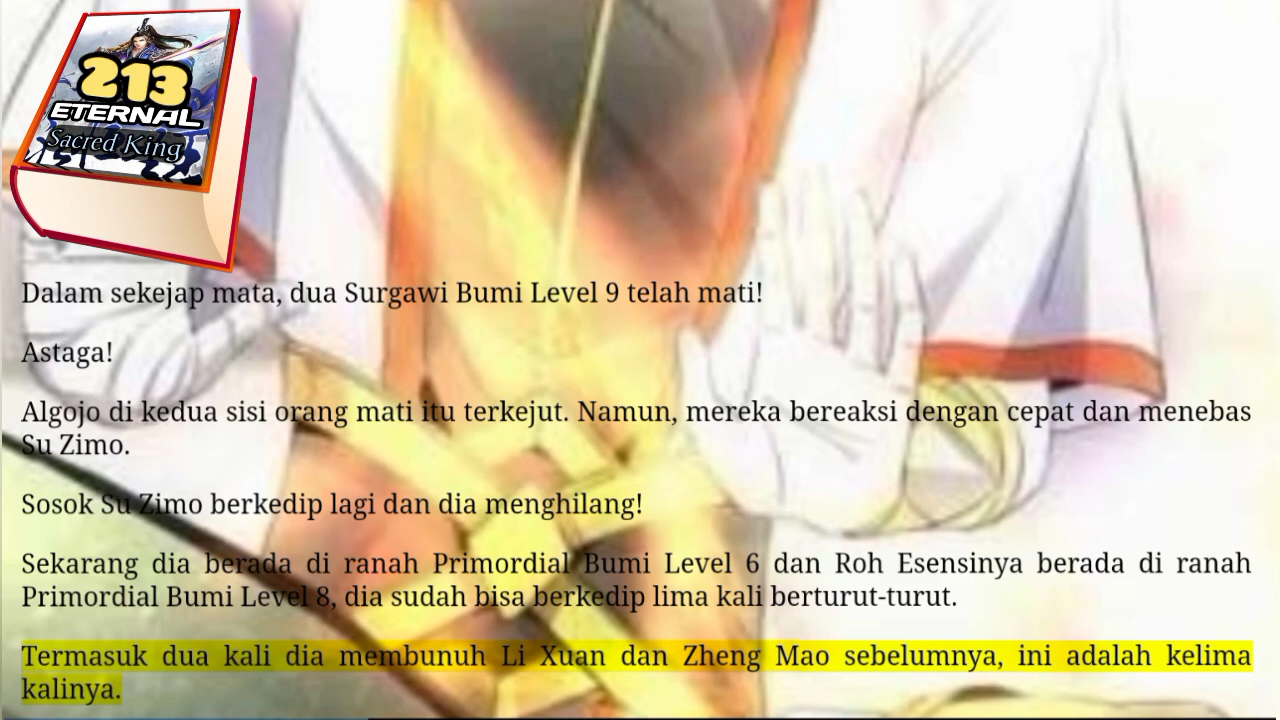 213
ETERNAL
Sacred King
Dalam sekejap mata, dua Surgawi Bumi Level 9 telah mati!
Astaga!
Algojo di kedua sisi orang mati itu terkejut. Namun, mereka bereaksi dengan cepat dan menebas
Su Zimo.
Sosok Su Zimo berkedip lagi dan dia menghilang!
Sekarang dia berada di ranah Primordial Bumi Level 6 dan Roh Esensinya berada di ranah
Primordial Bumi Level 8, dia sudah bisa berkedip lima kali berturut-turut.
Termasuk dua kali dia membunuh Li Xuan dan Zheng Mao sebelumnya, ini adalah kelima
kalinya.